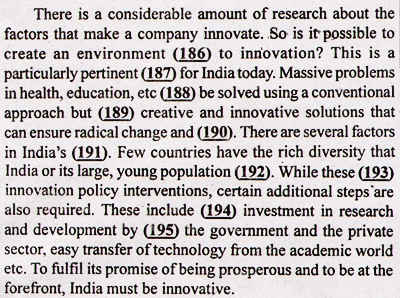 There is a considerable amount of research about the
factors that make a company innovate. So is it possible to
create an environment (186) to innovation? This is a
particularly pertinent (187) for India today. Massive problems
in health, education, etc (188) be solved using a conventional
approach but (189) creative and innovative solutions that
can ensure radical change and (190). There are several factors
in India's (191). Few countries have the rich diversity that
India or its large, young population (192). While these (193)
innovation policy interventions, certain additional steps are
also required. These include (194) investment in research
and development by (195) the government and the private
sector, easy transfer of technology from the academic world
etc. To fulfil its promise of being prosperous and to be at the
forefront, India must be innovative.